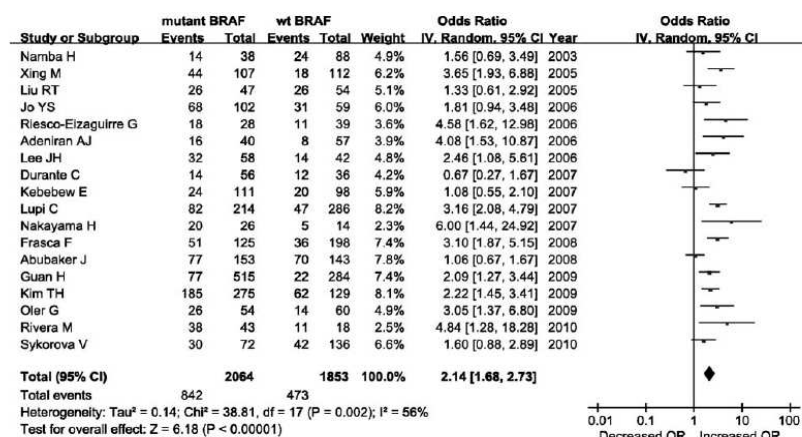 mutant BRAF wt BRAF Odds Ratio Odds Ratio
Study or Subgroup Events Total Events Total Weight IV, Random, 95% CI Year IV, Random, 95% CI
Namba H 14 38 24 88 4.9% 1.56 [0.69, 3.49] 2003
Xing M 44 107 18 112 6.2% 3.65 [1.93, 6.88] 2005
Liu RT 26 47 26 54 5.1% 1.33 [0.61, 2.92] 2005
Jo YS 68 102 31 59 6.1% 1.81 [0.94, 3.48] 2006
Riesco-Eizaguirre G 18 28 11 39 3.6% 4.58 [1.62, 12.98] 2006
Adeniran AJ 16 40 8 57 3.9% 4.08 [1.53, 10.87] 2006
Lee JH 32 58 14 42 4.8% 2.46 [1.08, 5.61] 2006
Durante C 14 56 12 36 4.2% 0.67 [0.27, 1.67] 2007
Kebebew E 24 111 20 98 6.0% 1.08 [0.55, 2.10] 2007
Lupi C 82 214 47 286 8.4% 3.16 [2.08, 4.79] 2007
Nakayama H 20 26 5 14 2.3% 6.00 [1.44, 24.92] 2007
Frasca F 51 125 36 198 7.4% 3.10 [1.87, 5.15] 2008
Abubaker J 77 153 70 143 7.8% 1.06 [0.67, 1.67] 2008
Guan H 77 515 22 284 7.4% 2.09 [1.27, 3.44] 2009
Kim TH 185 275 62 129 8.1% 2.22 [1.45, 3.41] 2009
Oler G 26 54 14 60 5.0% 3.05 [1.37, 6.80] 2009
Rivera M 38 43 11 18 2.5% 4.84 [1.28, 18.28] 2010
Sykorova V 30 72 42 136 6.5% 1.60 [0.88, 2.89] 2010
Total (95% CI) 2064 1853 100.0% 2.14 [1.68, 2.73]
Total events 842 473
Heterogeneity: Tau² = 0.14; Chi² = 38.81, df = 17 (P = 0.002); I² = 56%
Test for overall effect: Z = 6.18 (P < 0.00001)
0.01 0.1 1 10 100
Decreased OR Increased OR